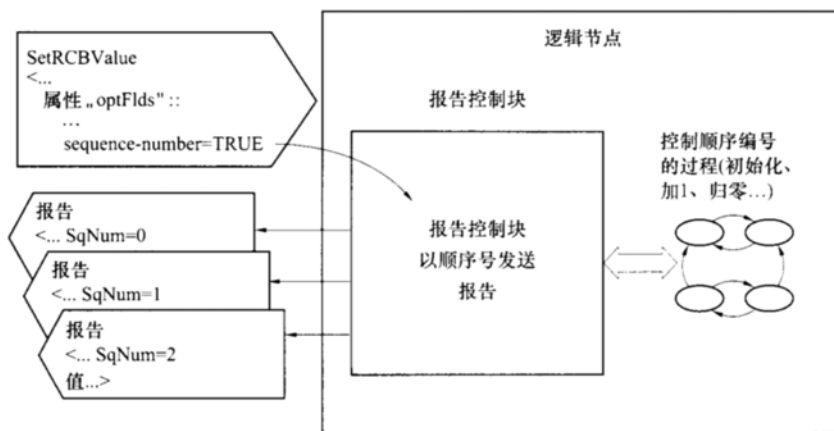 SetRCBValue
<...
属性„optFlds"::
...
sequence-number=TRUE
逻辑节点
报告控制块
报告控制块
以顺序号发送
报告
控制顺序编号
的过程(初始化、
加1、归零...)
报告
<... SqNum=0
报告
<... SqNum=1
报告
<... SqNum=2
值...>